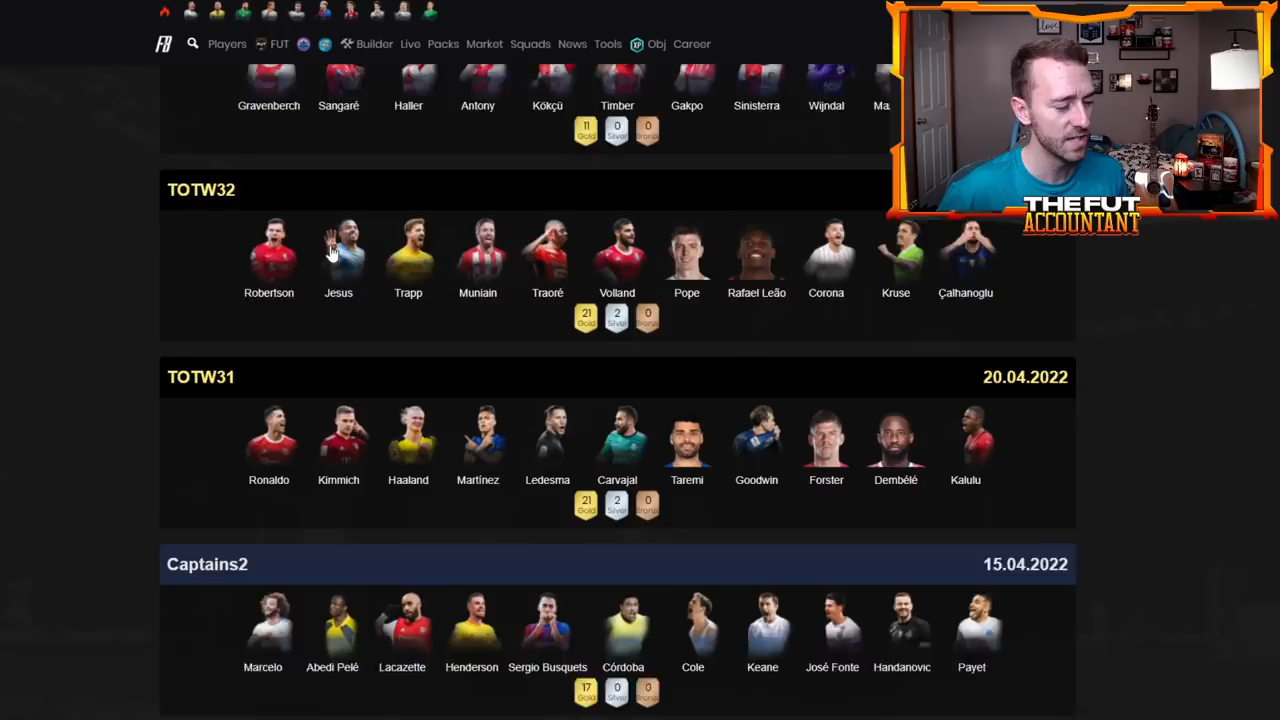 FB Players FUT Builder Live Packs Market Squads News Tools XP Obj Career
Gravenberch Sangaré Haller Antony Kökçü Timber Gakpo Sinisterra Wijndal Ma
11 Gold 0 Silver 0 Bronze
THE FUT
ACCOUNTANT
TOTW32
Robertson Jesus Trapp Muniain Traoré Volland Pope Rafael Leão Corona Kruse Çalhanoglu
21 Gold 2 Silver 0 Bronze
TOTW31 20.04.2022
Ronaldo Kimmich Haaland Martínez Ledesma Carvajal Taremi Goodwin Forster Dembélé Kalulu
21 Gold 2 Silver 0 Bronze
Captains2 15.04.2022
Marcelo Abedi Pelé Lacazette Henderson Sergio Busquets Córdoba Cole Keane José Fonte Handanovic Payet
17 Gold 0 Silver 0 Bronze